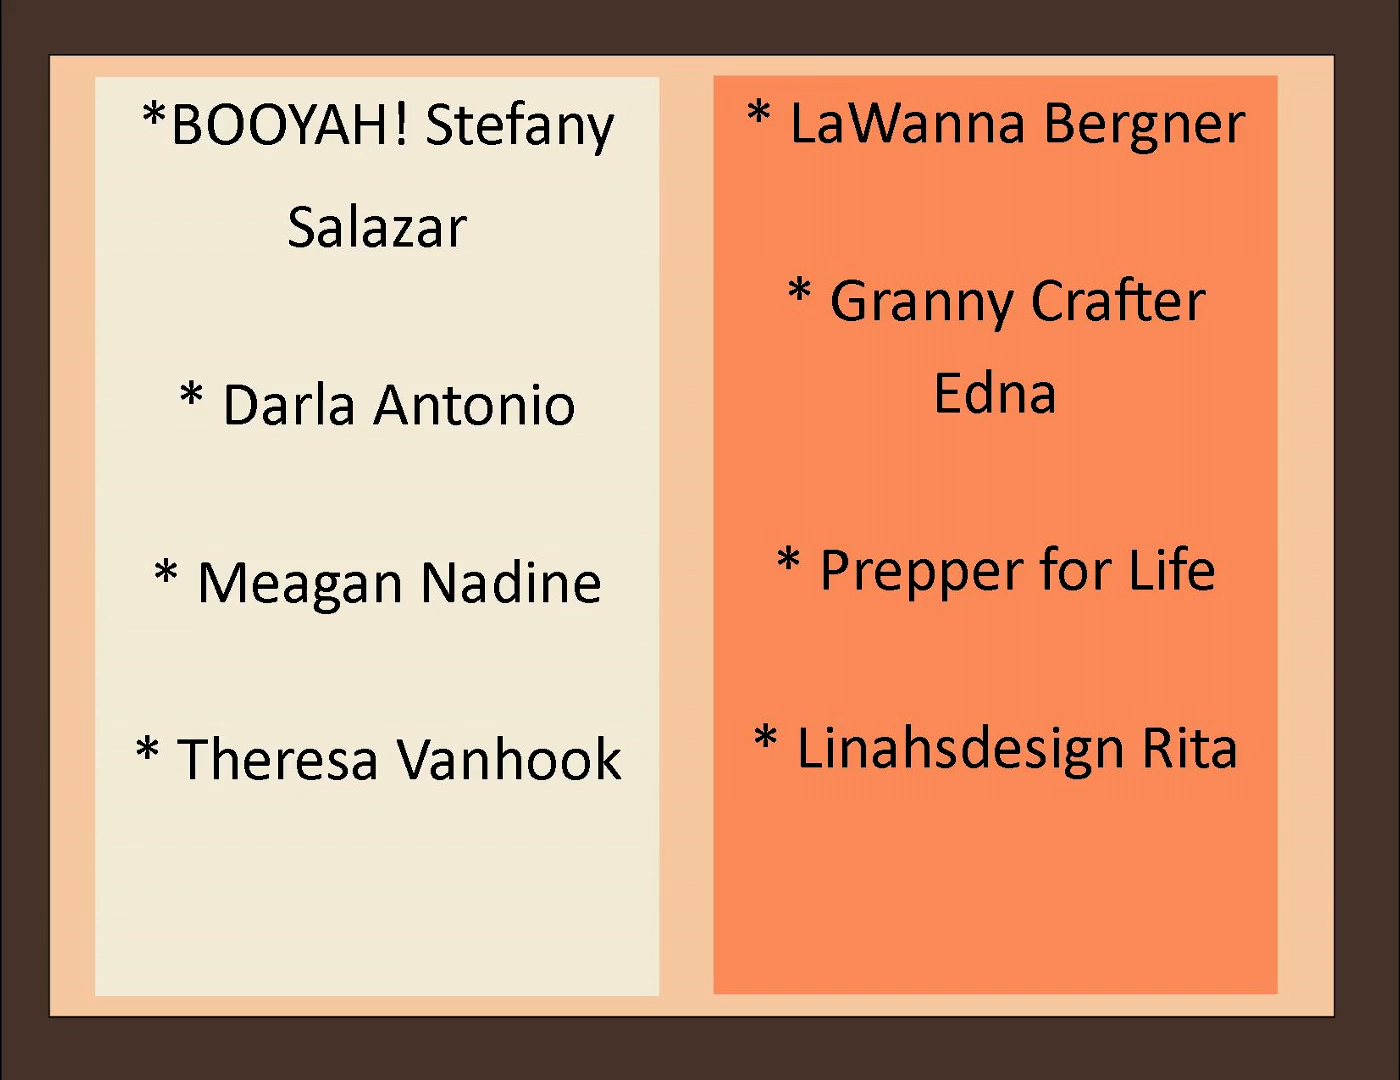 *BOOYAH! Stefany
Salazar
* Darla Antonio
* Meagan Nadine
* Theresa Vanhook
* LaWanna Bergner
* Granny Crafter
Edna
* Prepper for Life
* Linahsdesign Rita